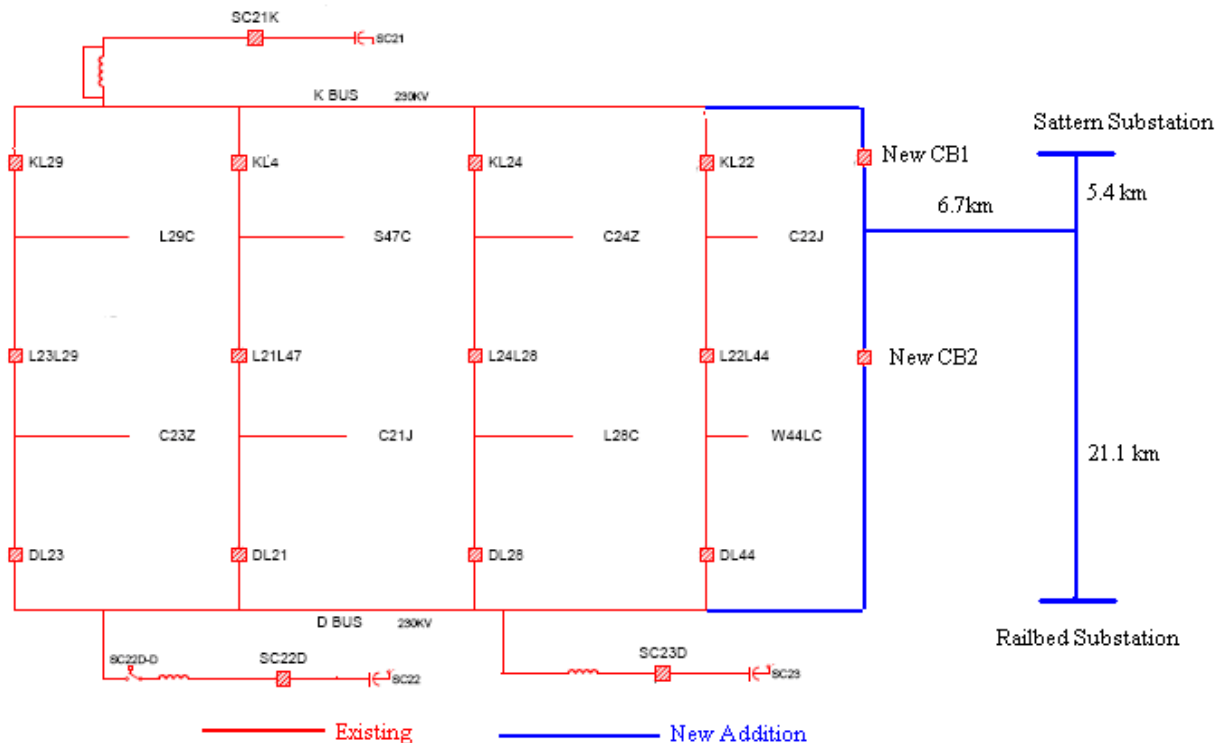 SC21K
SC21
K BUS 230KV
Sattern Substation
KL29
KL4
KL24
KL22
New CB1
5.4 km
6.7km
L29C
S47C
C24Z
C22J
L23L29
L21L47
L24L28
L22L44
New CB2
C23Z
C21J
L28C
W44LC
21.1 km
DL23
DL21
DL28
DL44
D BUS 230KV
Railbed Substation
SC22D-D
SC22D
SC22
SC23D
SC23
Existing
New Addition